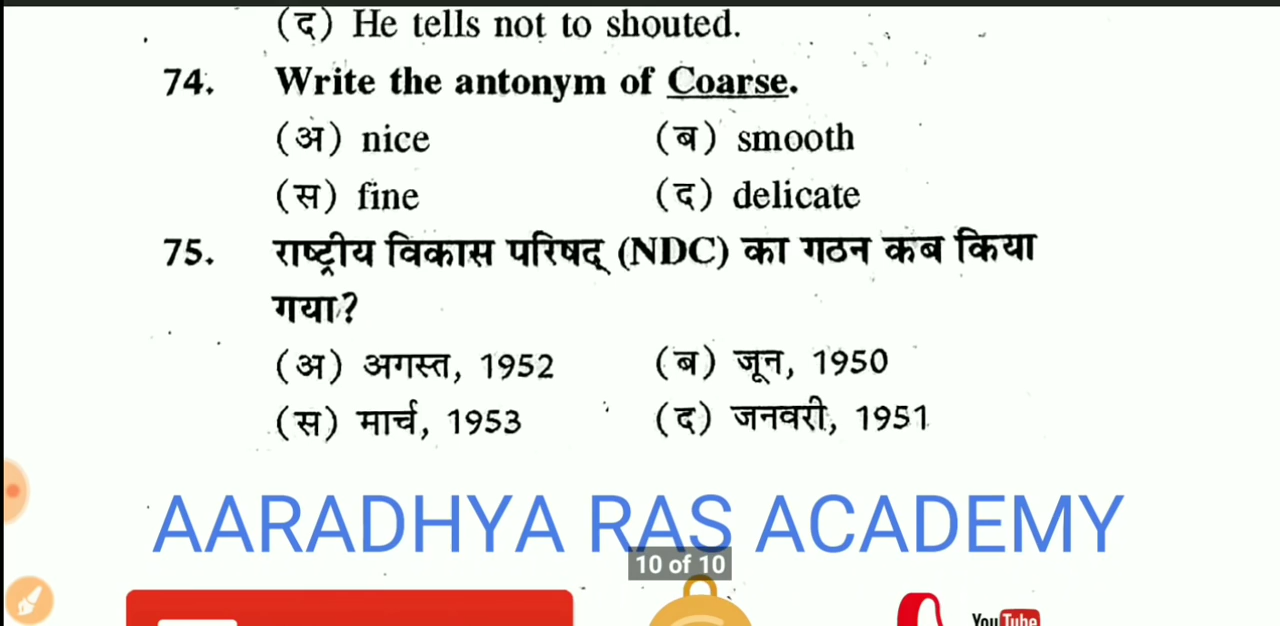 (द) He tells not to shouted.
74. Write the antonym of Coarse.
(अ) nice (ब) smooth
(स) fine (द) delicate
75. राष्ट्रीय विकास परिषद् (NDC) का गठन कब किया
गया?
(अ) अगस्त, 1952 (ब) जून, 1950
(स) मार्च, 1953 (द) जनवरी, 1951
AARADHYA RAS ACADEMY
10 of 10
YouTube